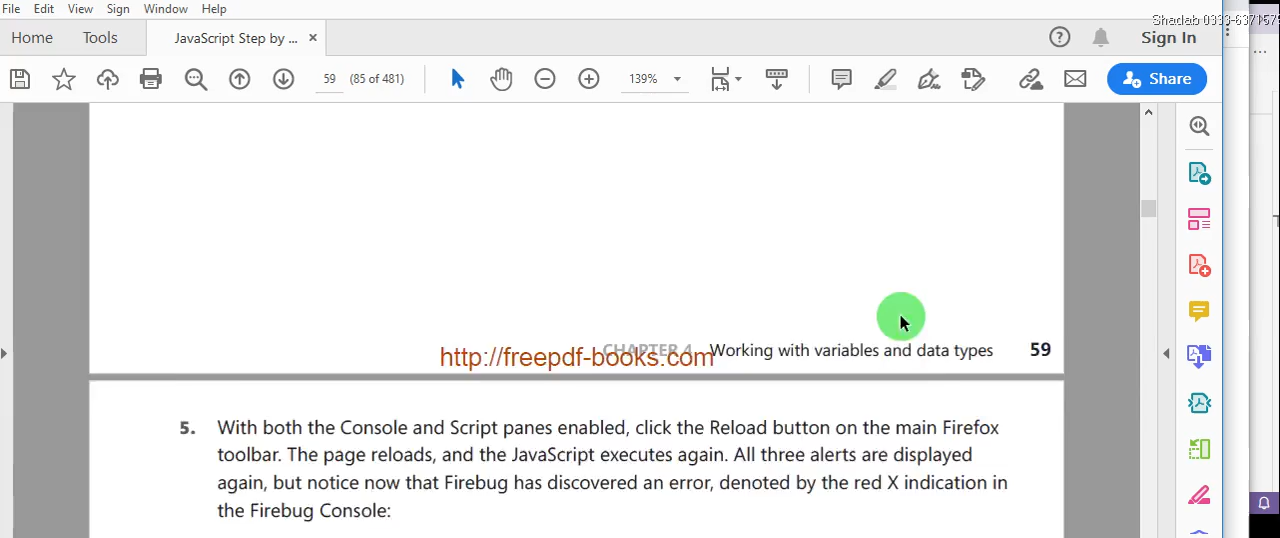 File Edit View Sign Window Help
Shadab 0333-6371579
Home Tools JavaScript Step by ... × Sign In
59 (85 of 481) 139% Share
http://freepdf-books.com
CHAPTER 4 Working with variables and data types 59
5. With both the Console and Script panes enabled, click the Reload button on the main Firefox
toolbar. The page reloads, and the JavaScript executes again. All three alerts are displayed
again, but notice now that Firebug has discovered an error, denoted by the red X indication in
the Firebug Console: